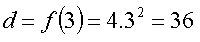 d = f(3) = 4.3² = 36